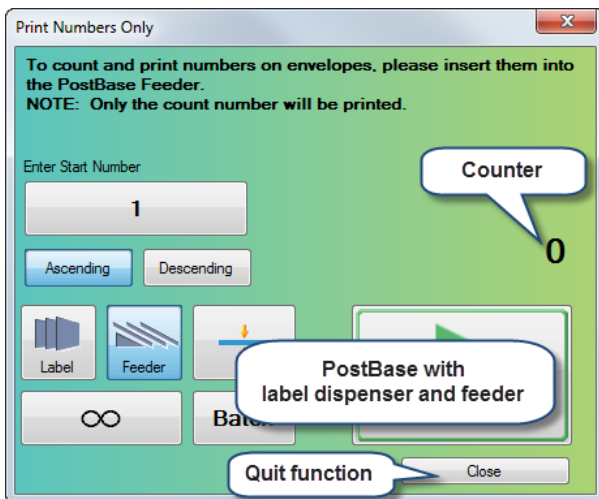 Print Numbers Only
To count and print numbers on envelopes, please insert them into
the PostBase Feeder.
NOTE: Only the count number will be printed.
Enter Start Number
Counter
1
0
Ascending
Descending
Label
Feeder
PostBase with
label dispenser and feeder
∞
Quit function
Close